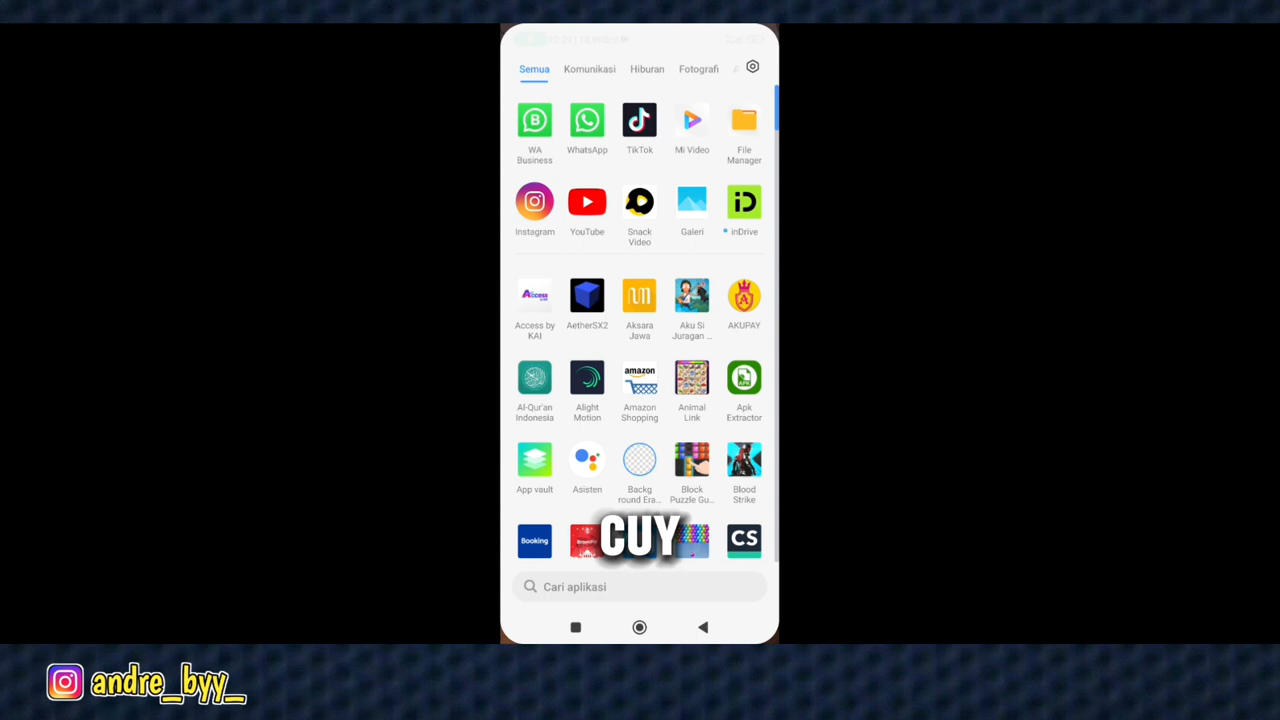 Semua Komunikasi Hiburan Fotografi
WA Business
WhatsApp
TikTok
Mi Video
File Manager
Instagram
YouTube
Snack Video
Galeri
inDrive
Access by KAI
AetherSX2
Aksara Jawa
Aku Si Juragan ...
AKUPAY
Al-Qur'an Indonesia
Alight Motion
amazon
Amazon Shopping
Animal Link
APK
Apk Extractor
App vault
Asisten
Backg round Era...
Block Puzzle Gu...
Blood Strike
Booking
CS
CUY
Cari aplikasi
andre_byy_